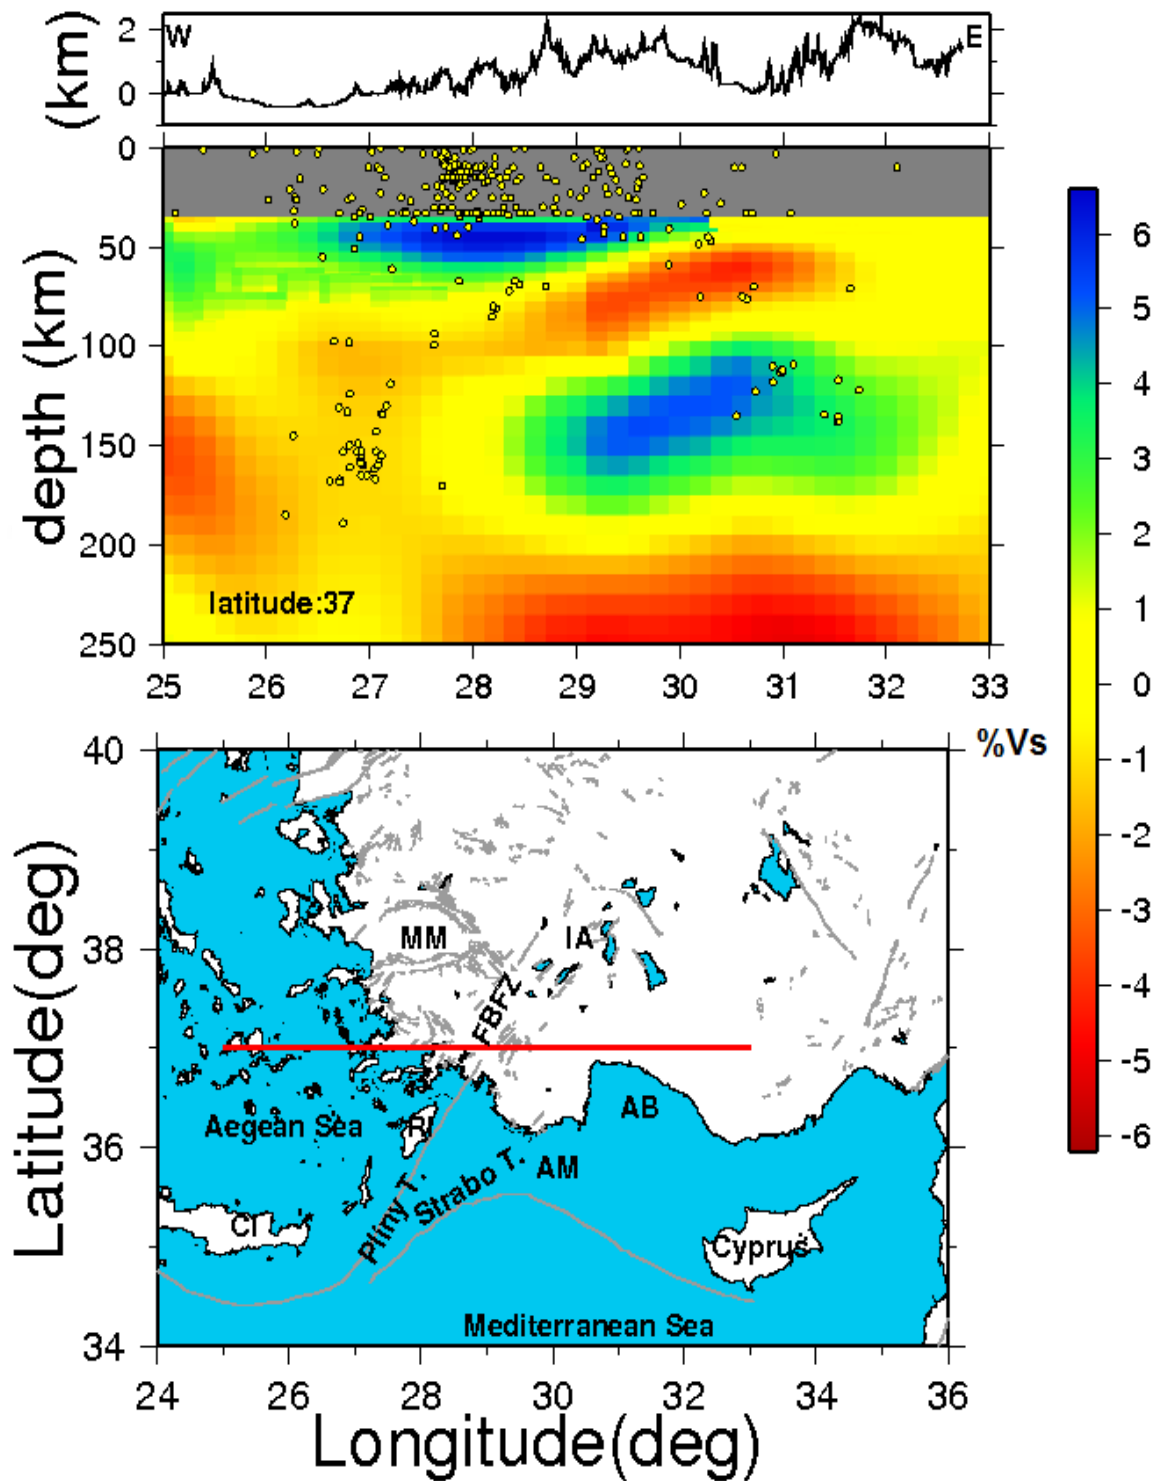 (km)
2
0
W
E
depth (km)
0
50
100
150
200
250
latitude:37
25 26 27 28 29 30 31 32 33
6
5
4
3
2
1
0
-1
-2
-3
-4
-5
-6
%Vs
Latitude(deg)
40
38
36
34
MM
IA
FBFZ
AB
Aegean Sea
RI
AM
Pliny T.
Strabo T.
CI
Cyprus
Mediterranean Sea
24 26 28 30 32 34 36
Longitude(deg)